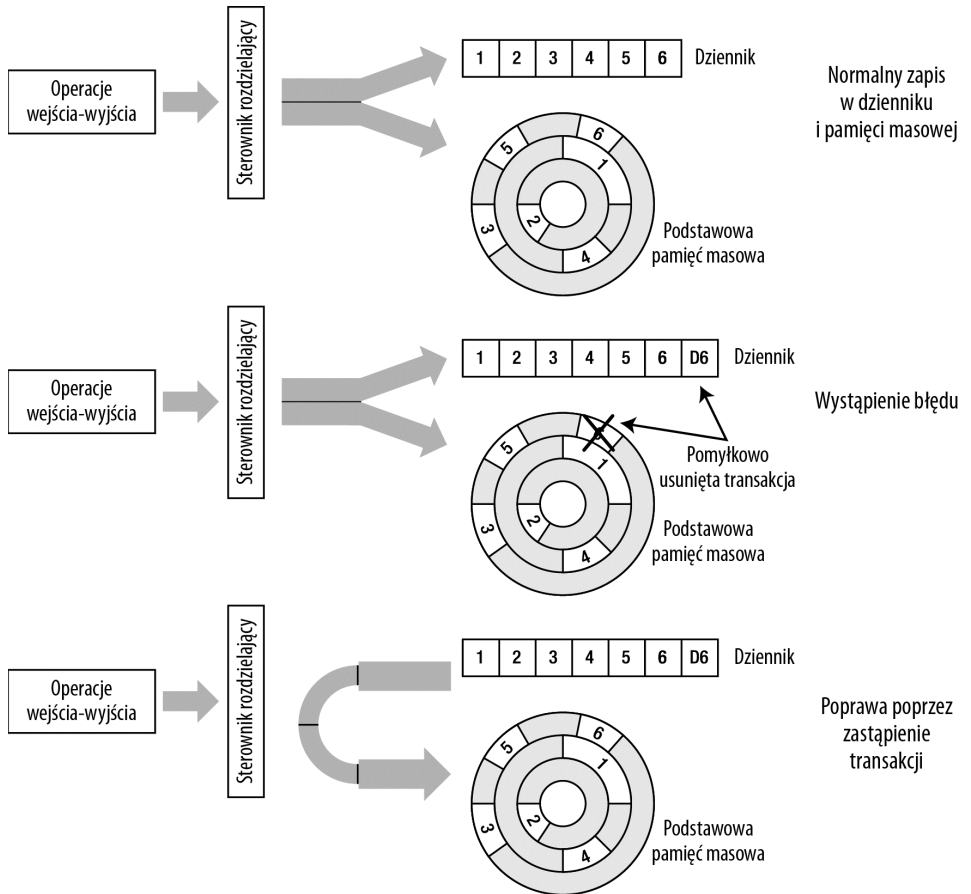 Operacje
wejścia-wyjścia
Sterownik rozdzielający
1 2 3 4 5 6
Dziennik
6
5
1
2
3
4
Podstawowa
pamięć masowa
Normalny zapis
w dzienniku
i pamięci masowej
Operacje
wejścia-wyjścia
Sterownik rozdzielający
1 2 3 4 5 6 D6
Dziennik
5
1
2
3
4
Pomyłkowo
usunięta transakcja
Podstawowa
pamięć masowa
Wystąpienie błędu
Operacje
wejścia-wyjścia
Sterownik rozdzielający
1 2 3 4 5 6 D6
Dziennik
6
5
1
2
3
4
Podstawowa
pamięć masowa
Poprawa poprzez
zastąpienie
transakcji